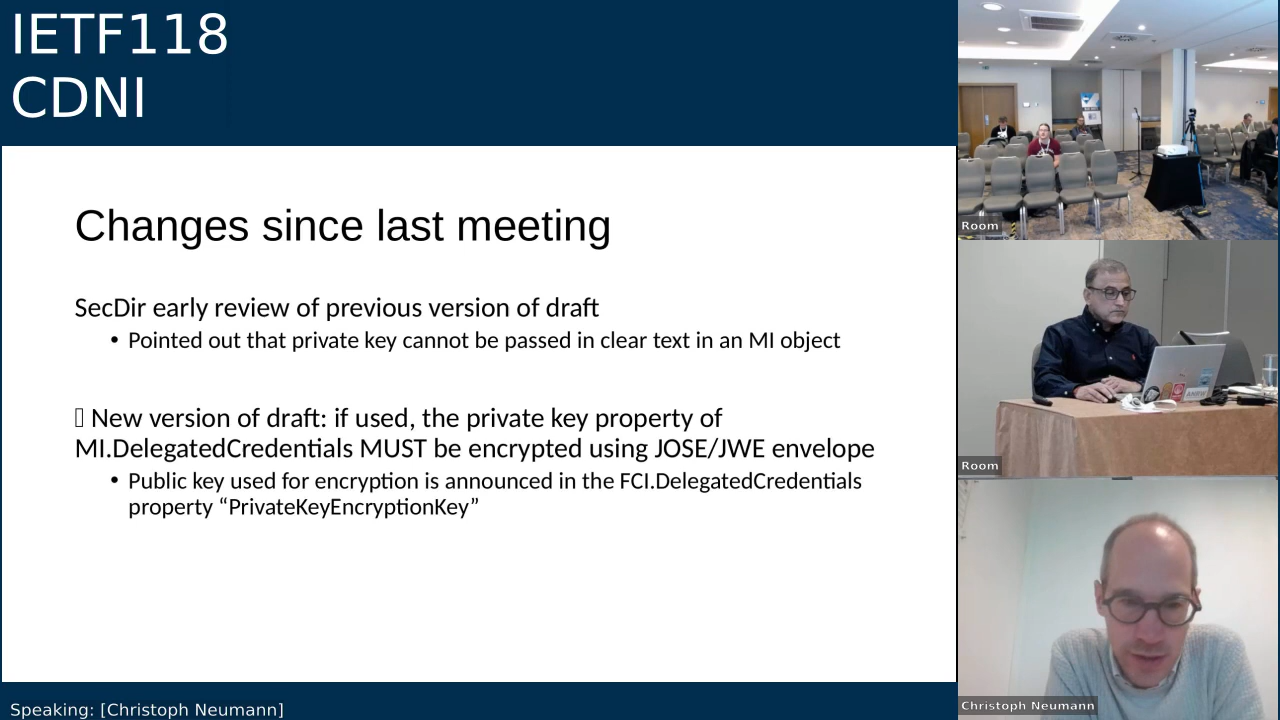 IETF118
CDNI
Changes since last meeting
SecDir early review of previous version of draft
• Pointed out that private key cannot be passed in clear text in an MI object
New version of draft: if used, the private key property of
MI.DelegatedCredentials MUST be encrypted using JOSE/JWE envelope
• Public key used for encryption is announced in the FCI.DelegatedCredentials
property “PrivateKeyEncryptionKey”
Speaking: [Christoph Neumann]
Room
Room
Christoph Neumann